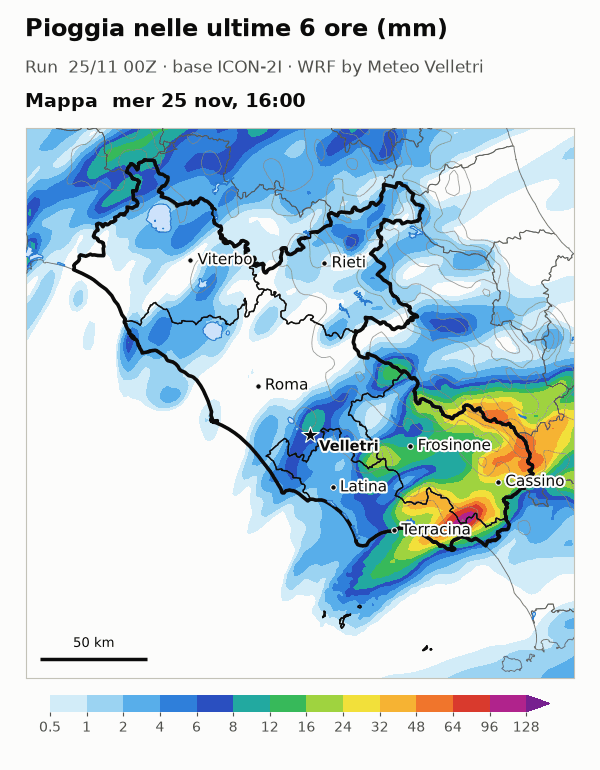 Pioggia nelle ultime 6 ore (mm)
Run  25/11 00Z · base ICON-2I · WRF by Meteo Velletri
Mappa  mer 25 nov, 16:00
Viterbo
Rieti
Roma
Velletri
Frosinone
Cassino
Latina
Terracina
50 km
0.5 1 2 4 6 8 12 16 24 32 48 64 96 128